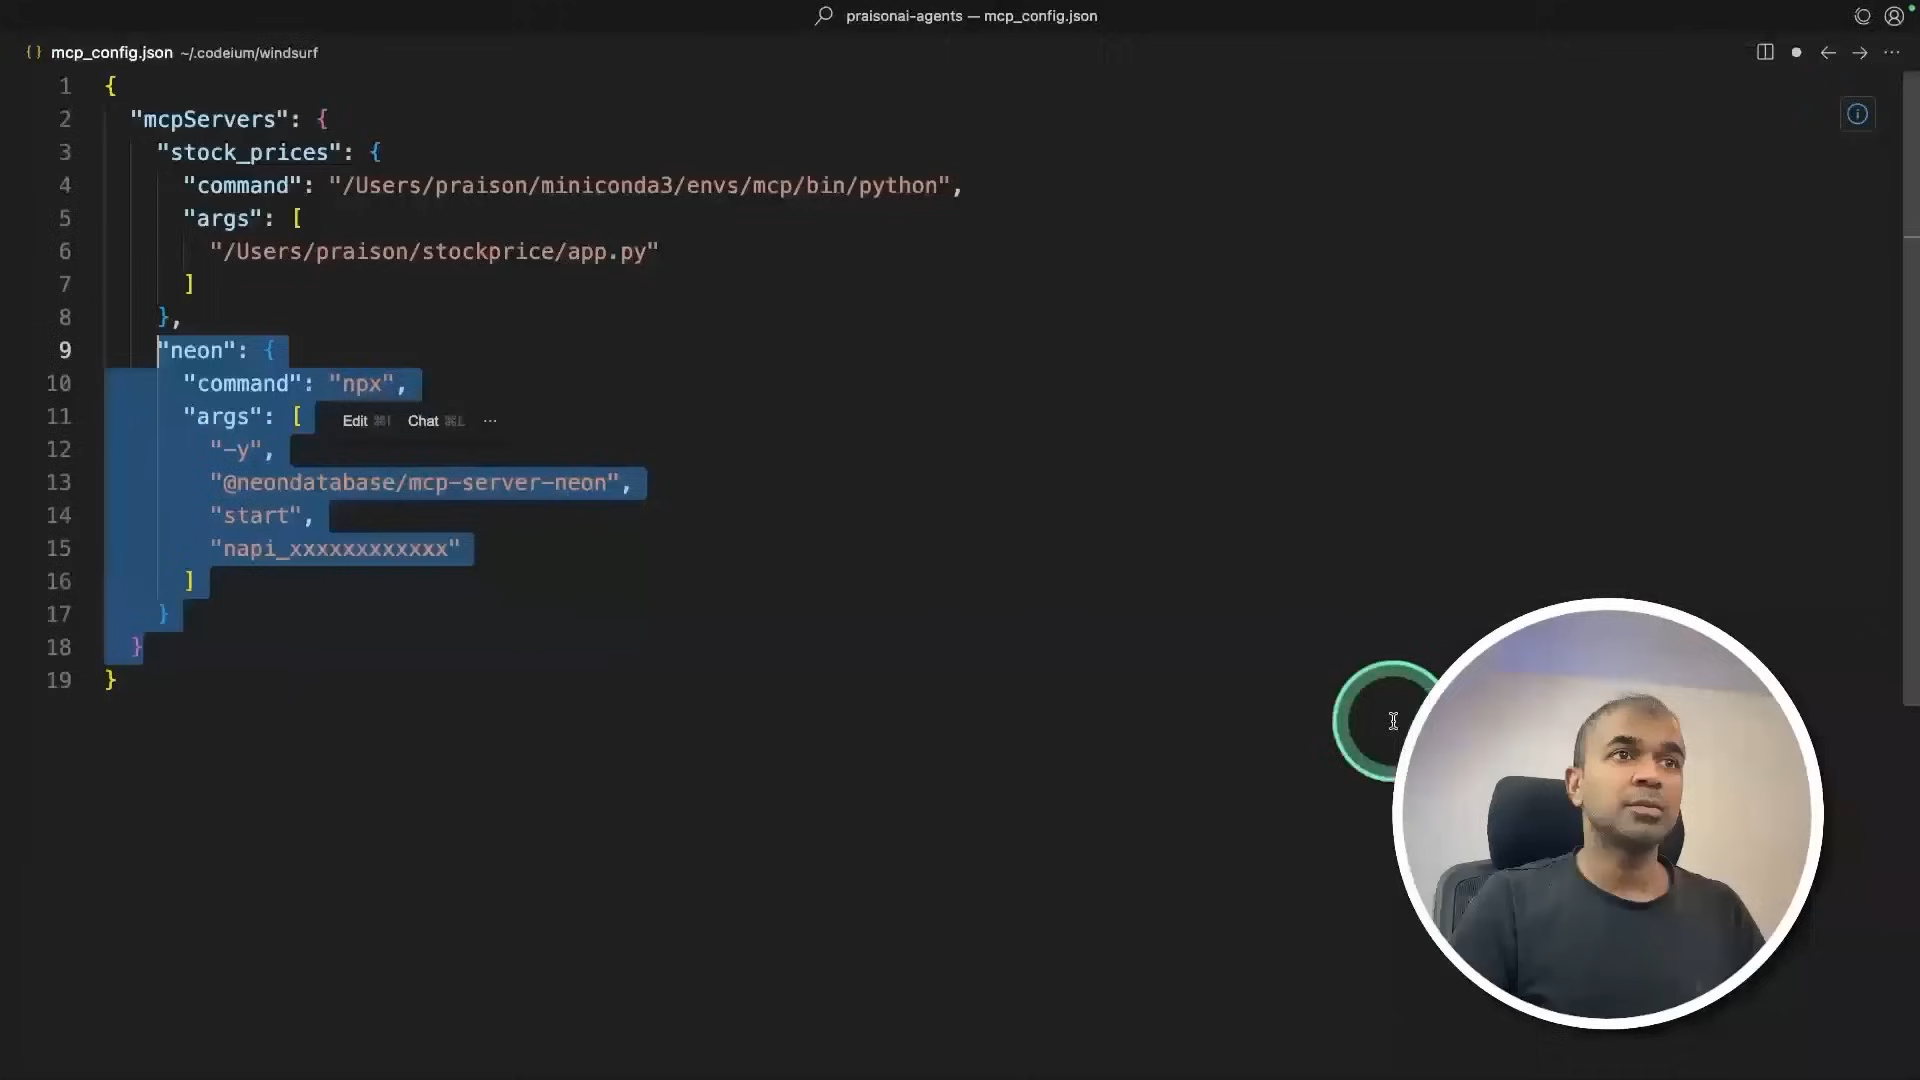 praisonai-agents — mcp_config.json
{} mcp_config.json ~/.codeium/windsurf
1 {
2 "mcpServers": {
3 "stock_prices": {
4 "command": "/Users/praison/miniconda3/envs/mcp/bin/python",
5 "args": [
6 "/Users/praison/stockprice/app.py"
7 ]
8 },
9 "neon": {
10 "command": "npx",
11 "args": [
Edit ⌘I Chat ⌘L ...
12 "-y",
13 "@neondatabase/mcp-server-neon",
14 "start",
15 "napi_xxxxxxxxxxxx"
16 ]
17 }
18 }
19 }